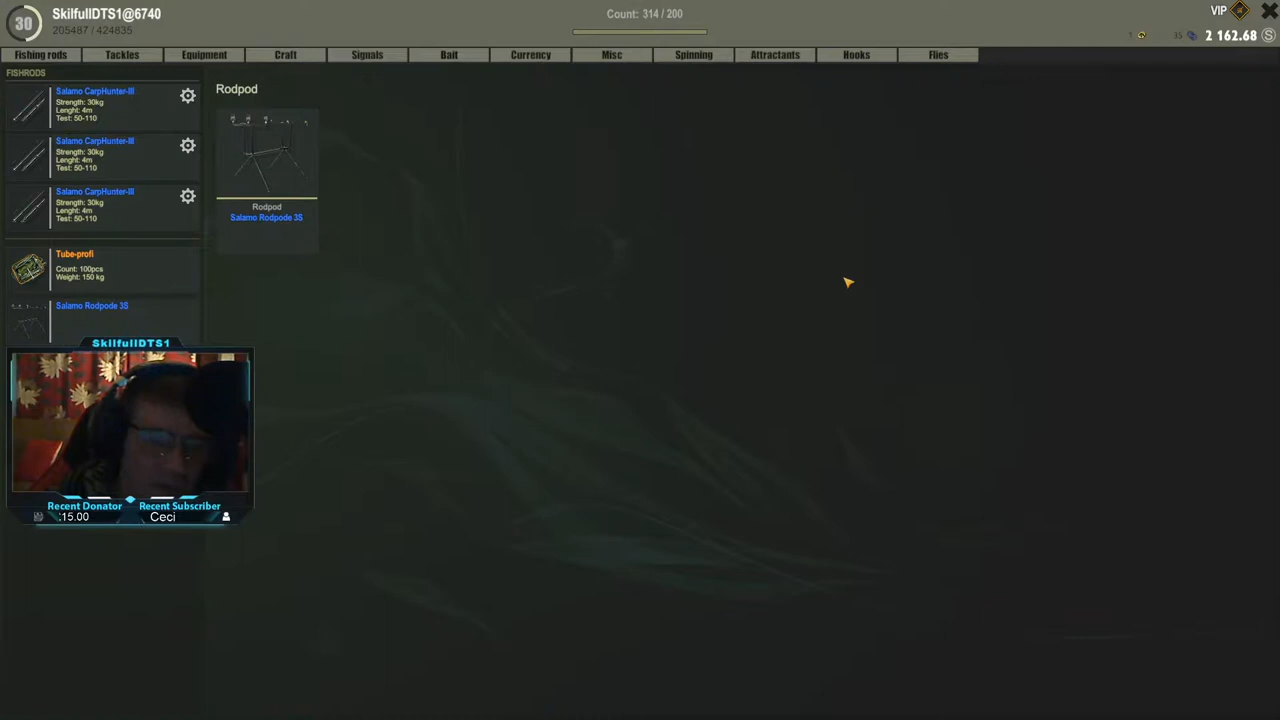 30
SkilfullDTS1@6740
205487 / 424835
Count: 314 / 200
VIP
1
35
2 162.68
Fishing rods
Tackles
Equipment
Craft
Signals
Bait
Currency
Misc
Spinning
Attractants
Hooks
Flies
FISHRODS
Salamo CarpHunter-III
Strength: 30kg
Lenght: 4m
Test: 50-110
Salamo CarpHunter-III
Strength: 30kg
Lenght: 4m
Test: 50-110
Salamo CarpHunter-III
Strength: 30kg
Lenght: 4m
Test: 50-110
Tube-profi
Count: 100pcs
Weight: 150 kg
Salamo Rodpode 3S
Rodpod
Rodpod
Salamo Rodpode 3S
SkilfullDTS1
Recent Donator
Recent Subscriber
:15.00
Ceci